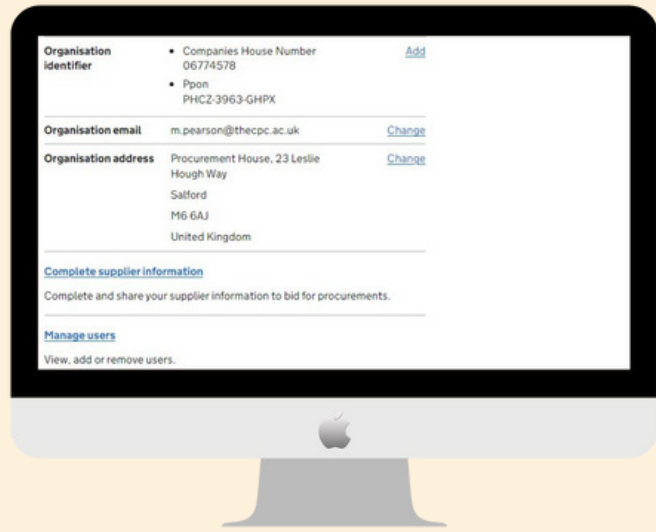 Organisation identifier
Companies House Number 06774578
Add
Ppon
PHCZ-3963-GHPX
Organisation email
m.pearson@thecpc.ac.uk
Change
Organisation address
Procurement House, 23 Leslie Hough Way
Change
Salford
M6 6AJ
United Kingdom
Complete supplier information
Complete and share your supplier information to bid for procurements.
Manage users
View, add or remove users.